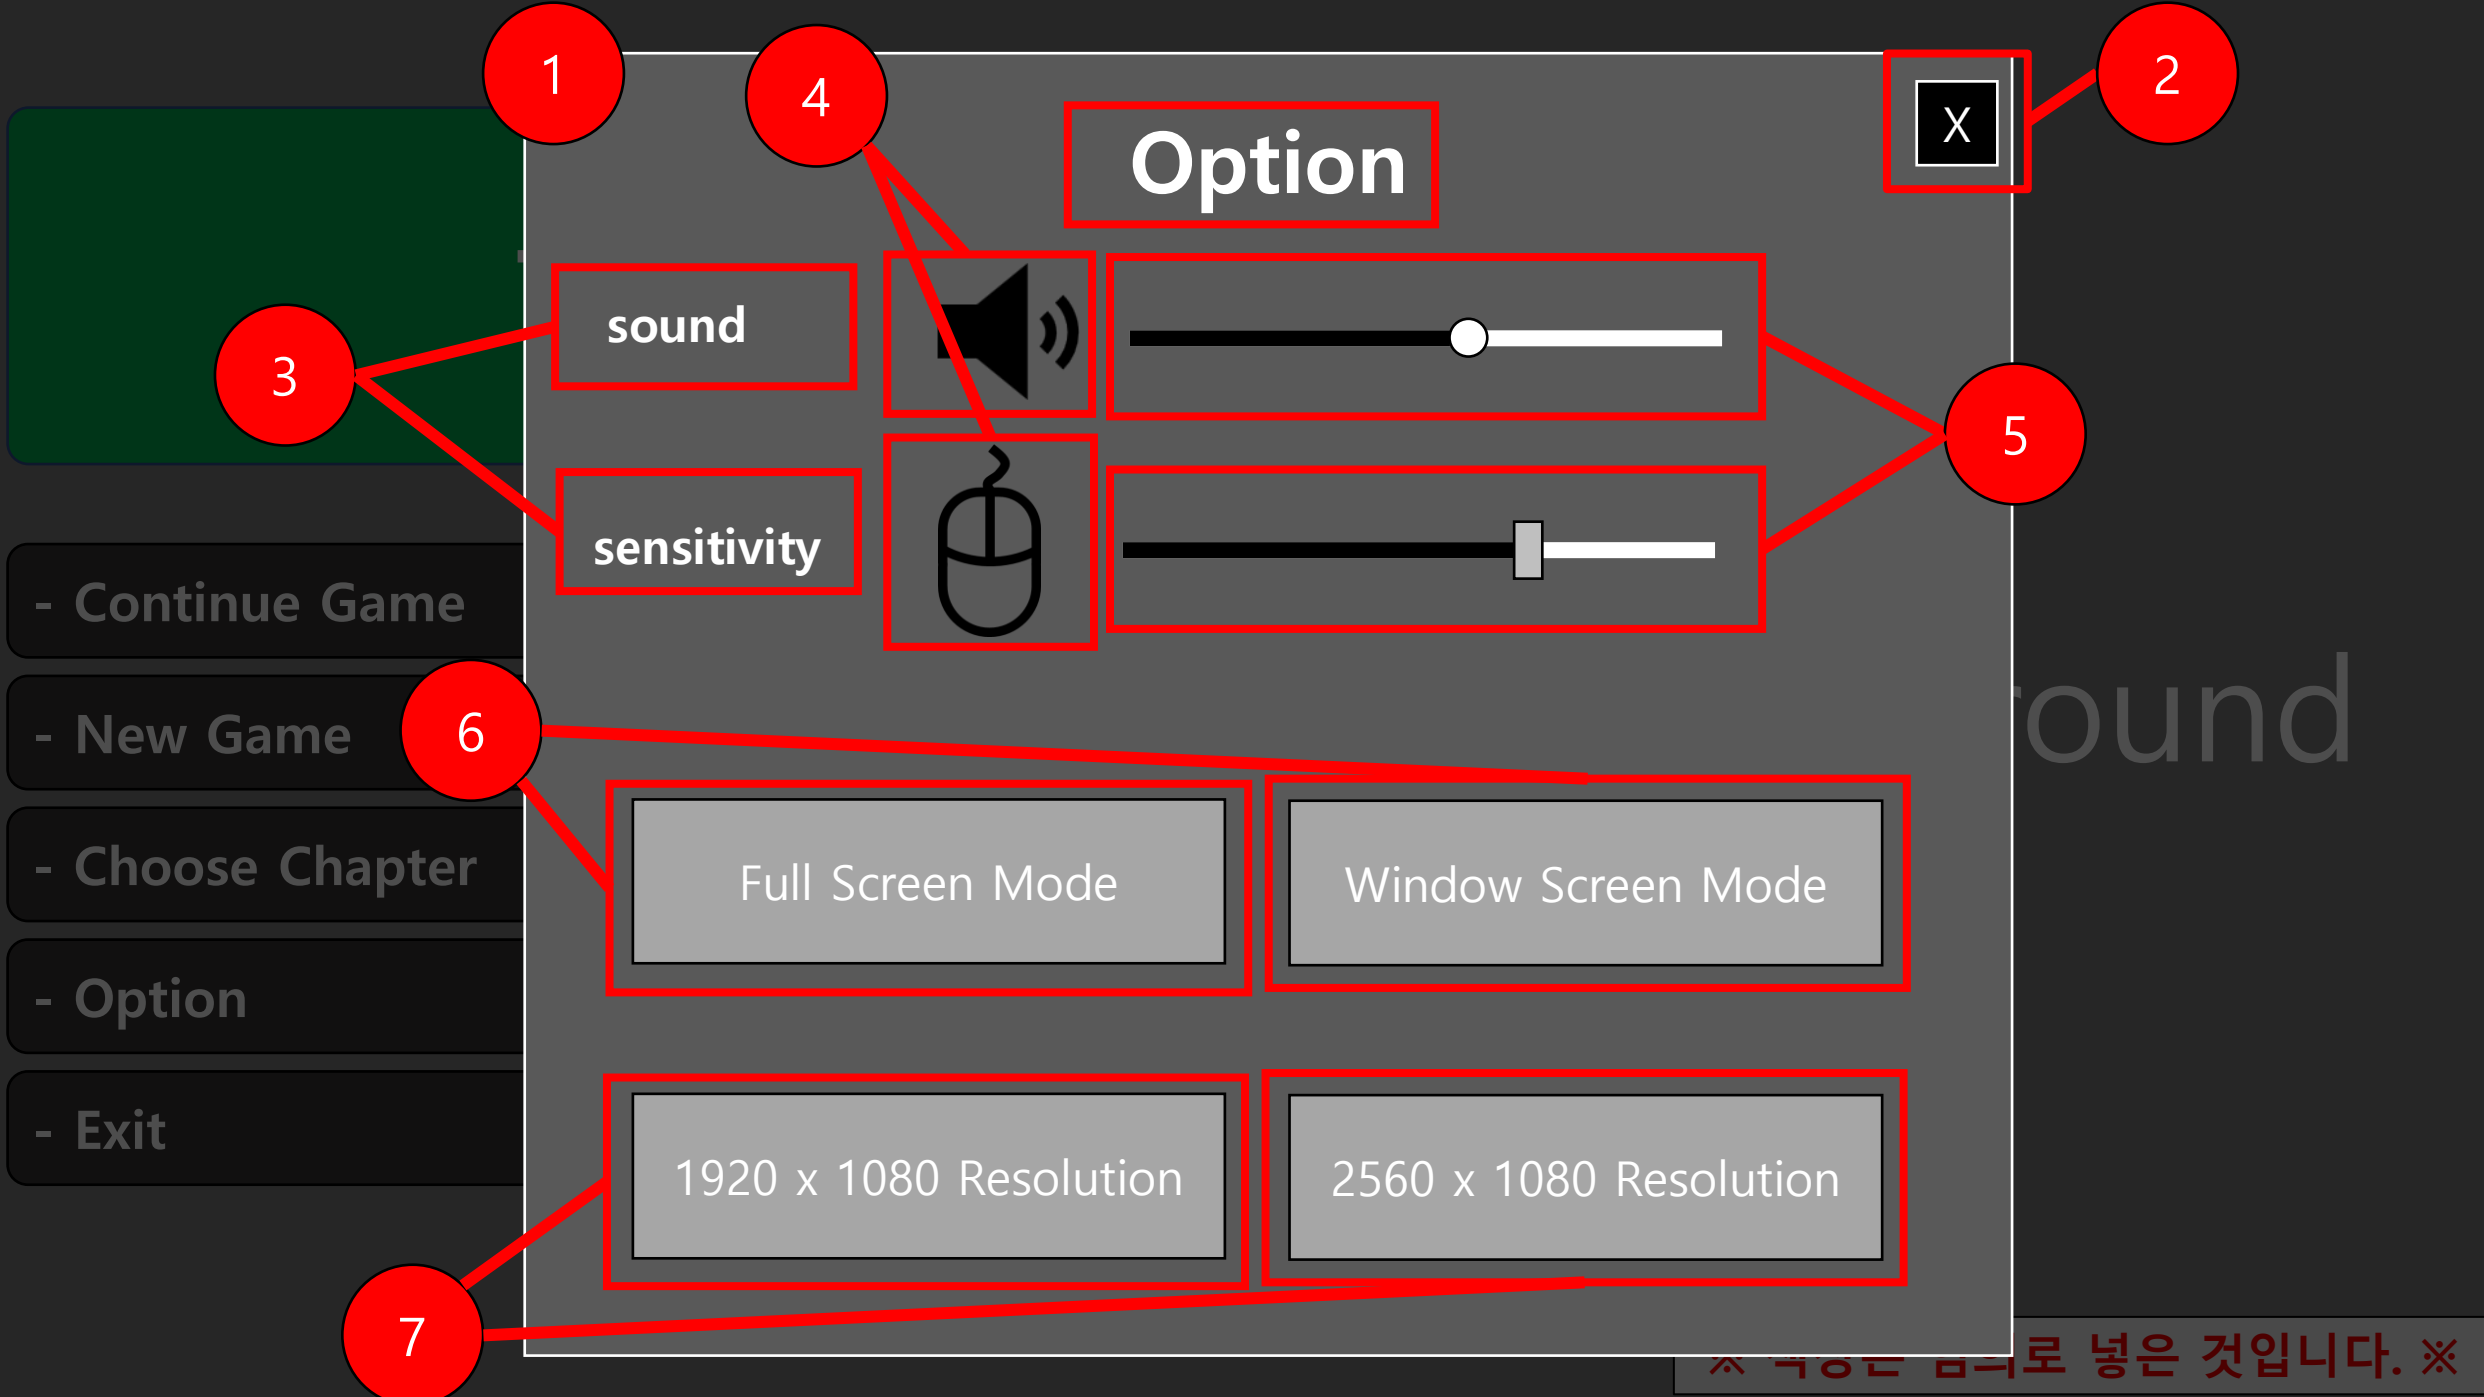 1
4
2
X
Option
sound
3
5
sensitivity
- Continue Game
- New Game
6
round
- Choose Chapter
Full Screen Mode
Window Screen Mode
- Option
- Exit
1920 x 1080 Resolution
2560 x 1080 Resolution
7
넣은 것입니다. ※